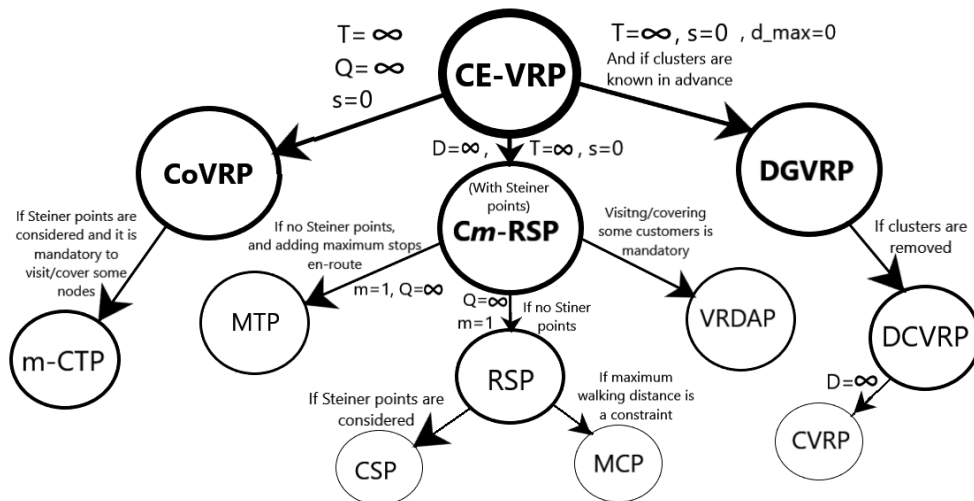 T= ∞
Q= ∞
s=0
CE-VRP
T=∞, s=0 , d_max=0
And if clusters are
known in advance
CoVRP
D=∞,
T=∞, s=0
DGVRP
(With Steiner
points)
Cm-RSP
If Steiner points are
considered and it is
mandatory to
visit/cover some
nodes
If no Steiner points,
and adding maximum stops
en-route
m=1, Q=∞
Visitng/covering
some customers is
mandatory
If clusters are
removed
m-CTP
MTP
Q=∞
m=1
If no Stiner
points
VRDAP
DCVRP
RSP
D=∞
If Steiner points are
considered
If maximum
walking distance is
a constraint
CSP
MCP
CVRP